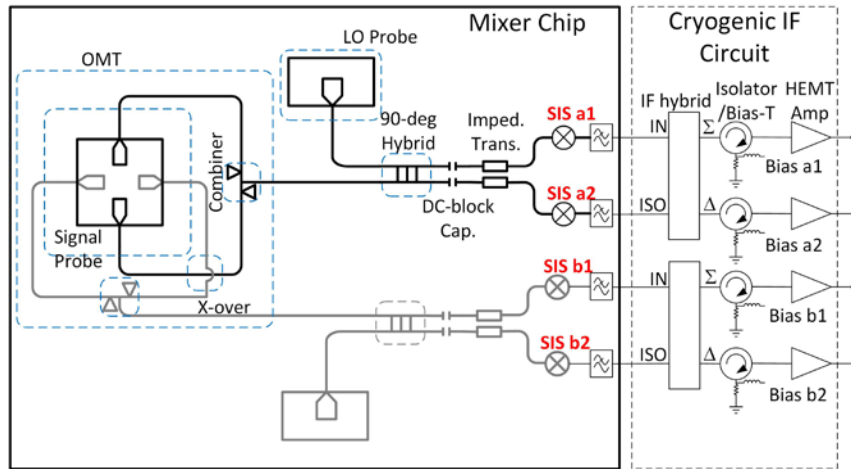 Mixer Chip
Cryogenic IF
Circuit
OMT
LO Probe
90-deg
Hybrid
Imped.
Trans.
SIS a1
IF hybrid
Isolator
/Bias-T
HEMT
Amp
IN
Σ
Bias a1
Combiner
SIS a2
DC-block
Cap.
ISO
Δ
Bias a2
Signal
Probe
X-over
SIS b1
IN
Σ
Bias b1
SIS b2
ISO
Δ
Bias b2